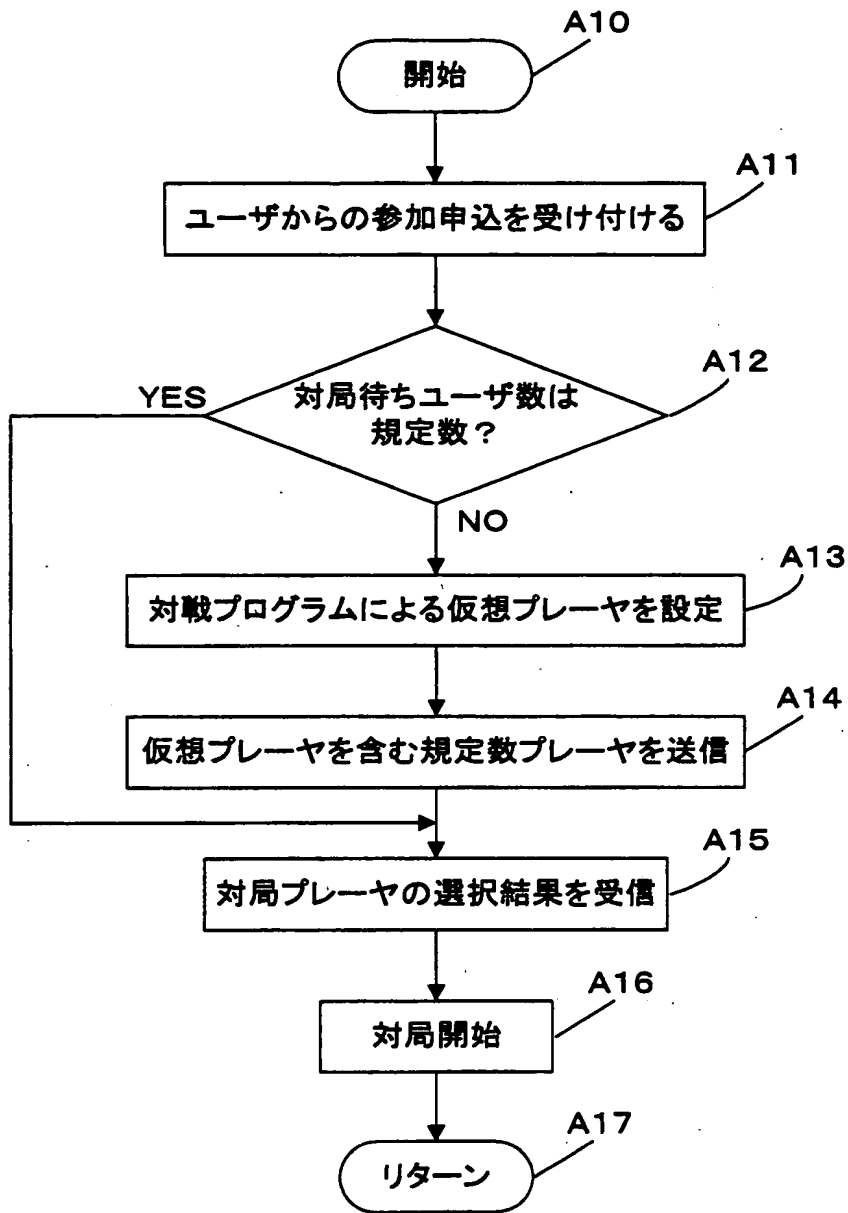 A10
開始
A11
ユーザからの参加申込を受け付ける
A12
YES
対局待ちユーザ数は
規定数?
NO
A13
対戦プログラムによる仮想プレーヤを設定
A14
仮想プレーヤを含む規定数プレーヤを送信
A15
対局プレーヤの選択結果を受信
A16
対局開始
A17
リターン